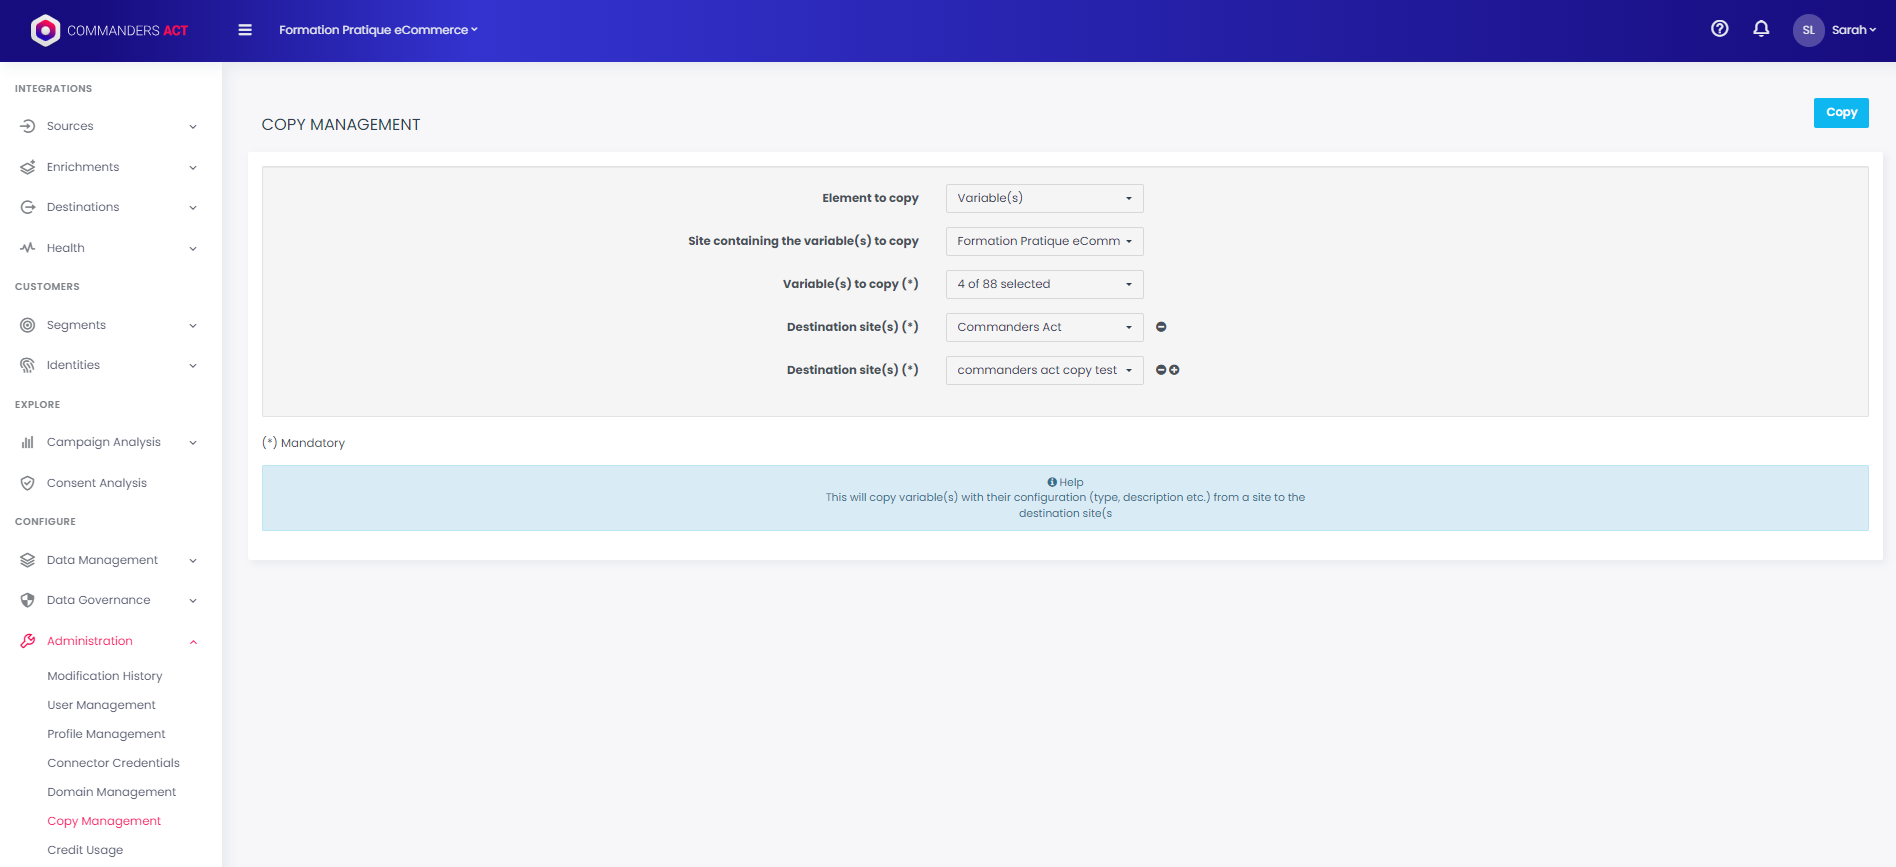 COMMANDERS ACT
Formation Pratique eCommerce
SL
Sarah
INTEGRATIONS
Sources
Enrichments
Destinations
Health
CUSTOMERS
Segments
Identities
EXPLORE
Campaign Analysis
Consent Analysis
CONFIGURE
Data Management
Data Governance
Administration
Modification History
User Management
Profile Management
Connector Credentials
Domain Management
Copy Management
Credit Usage
COPY MANAGEMENT
Copy
Element to copy
Variable(s)
Site containing the variable(s) to copy
Formation Pratique eComm
Variable(s) to copy (*)
4 of 88 selected
Destination site(s) (*)
Commanders Act
Destination site(s) (*)
commanders act copy test
(*) Mandatory
Help
This will copy variable(s) with their configuration (type, description etc.) from a site to the
destination site(s